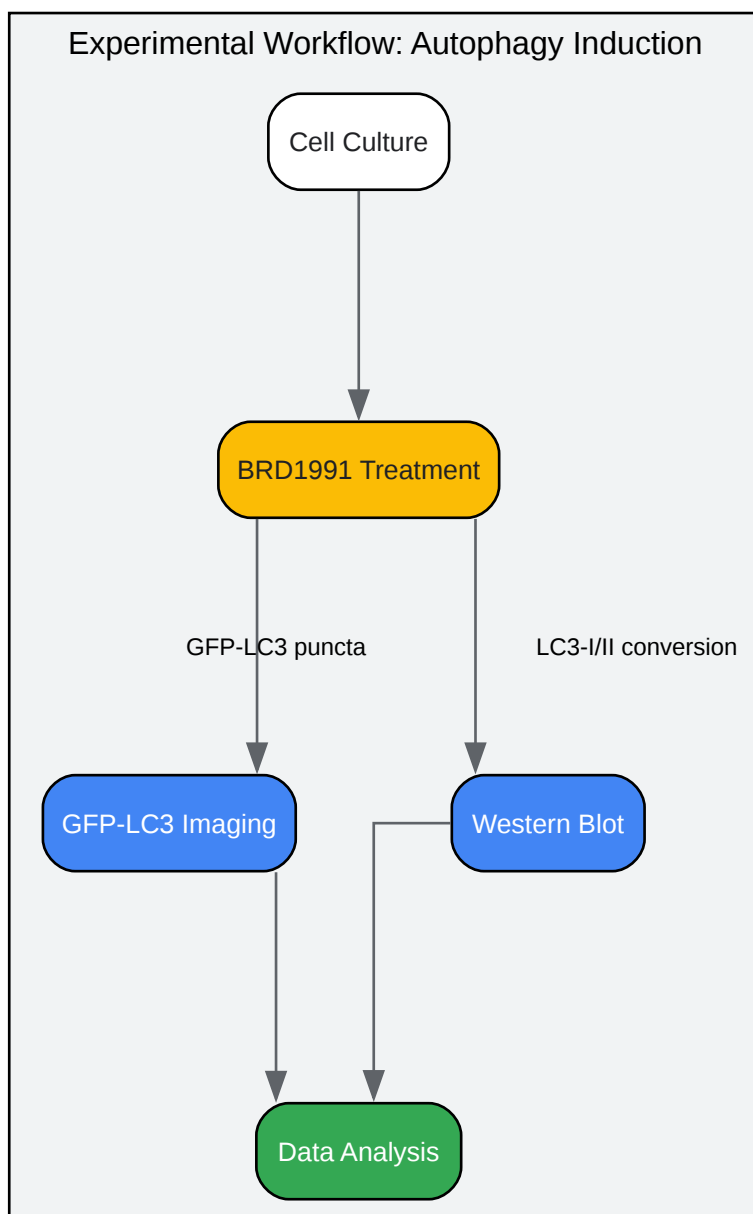 Experimental Workflow: Autophagy Induction
Cell Culture
BRD1991 Treatment
GFP-LC3 puncta
LC3-I/II conversion
GFP-LC3 Imaging
Western Blot
Data Analysis